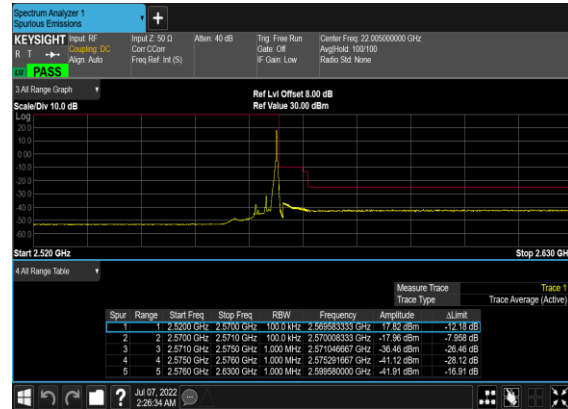 Spectrum Analyzer 1
Spurious Emissions
KEYSIGHT Input: RF Input Z: 50 Ω Atten: 40 dB Trig: Free Run Center Freq: 22.005000000 GHz
R T Coupling: DC Corr CCorr Gate: Off Avg|Hold: 100/100
Align: Auto Freq Ref: Int (S) IF Gain: Low Radio Std: None
PASS
3 All Range Graph
Ref Lvl Offset 8.00 dB
Scale/Div 10.0 dB Ref Value 30.00 dBm
Log
20.0
10.0
0.00
-10.0
-20.0
-30.0
-40.0
-50.0
-60.0
Start 2.520 GHz Stop 2.630 GHz
4 All Range Table
Measure Trace Trace 1
Trace Type Trace Average (Active)
Spur Range Start Freq Stop Freq RBW Frequency Amplitude ΔLimit
1 1 2.5200 GHz 2.5700 GHz 100.0 kHz 2.569583333 GHz 17.82 dBm -12.18 dB
2 2 2.5700 GHz 2.5710 GHz 100.0 kHz 2.570008333 GHz -17.96 dBm -7.958 dB
3 3 2.5710 GHz 2.5750 GHz 1.000 MHz 2.571046667 GHz -36.46 dBm -26.46 dB
4 4 2.5750 GHz 2.5760 GHz 1.000 MHz 2.575291667 GHz -41.12 dBm -28.12 dB
5 5 2.5760 GHz 2.6300 GHz 1.000 MHz 2.599580000 GHz -41.91 dBm -16.91 dB
Jul 07, 2022
2:26:34 AM